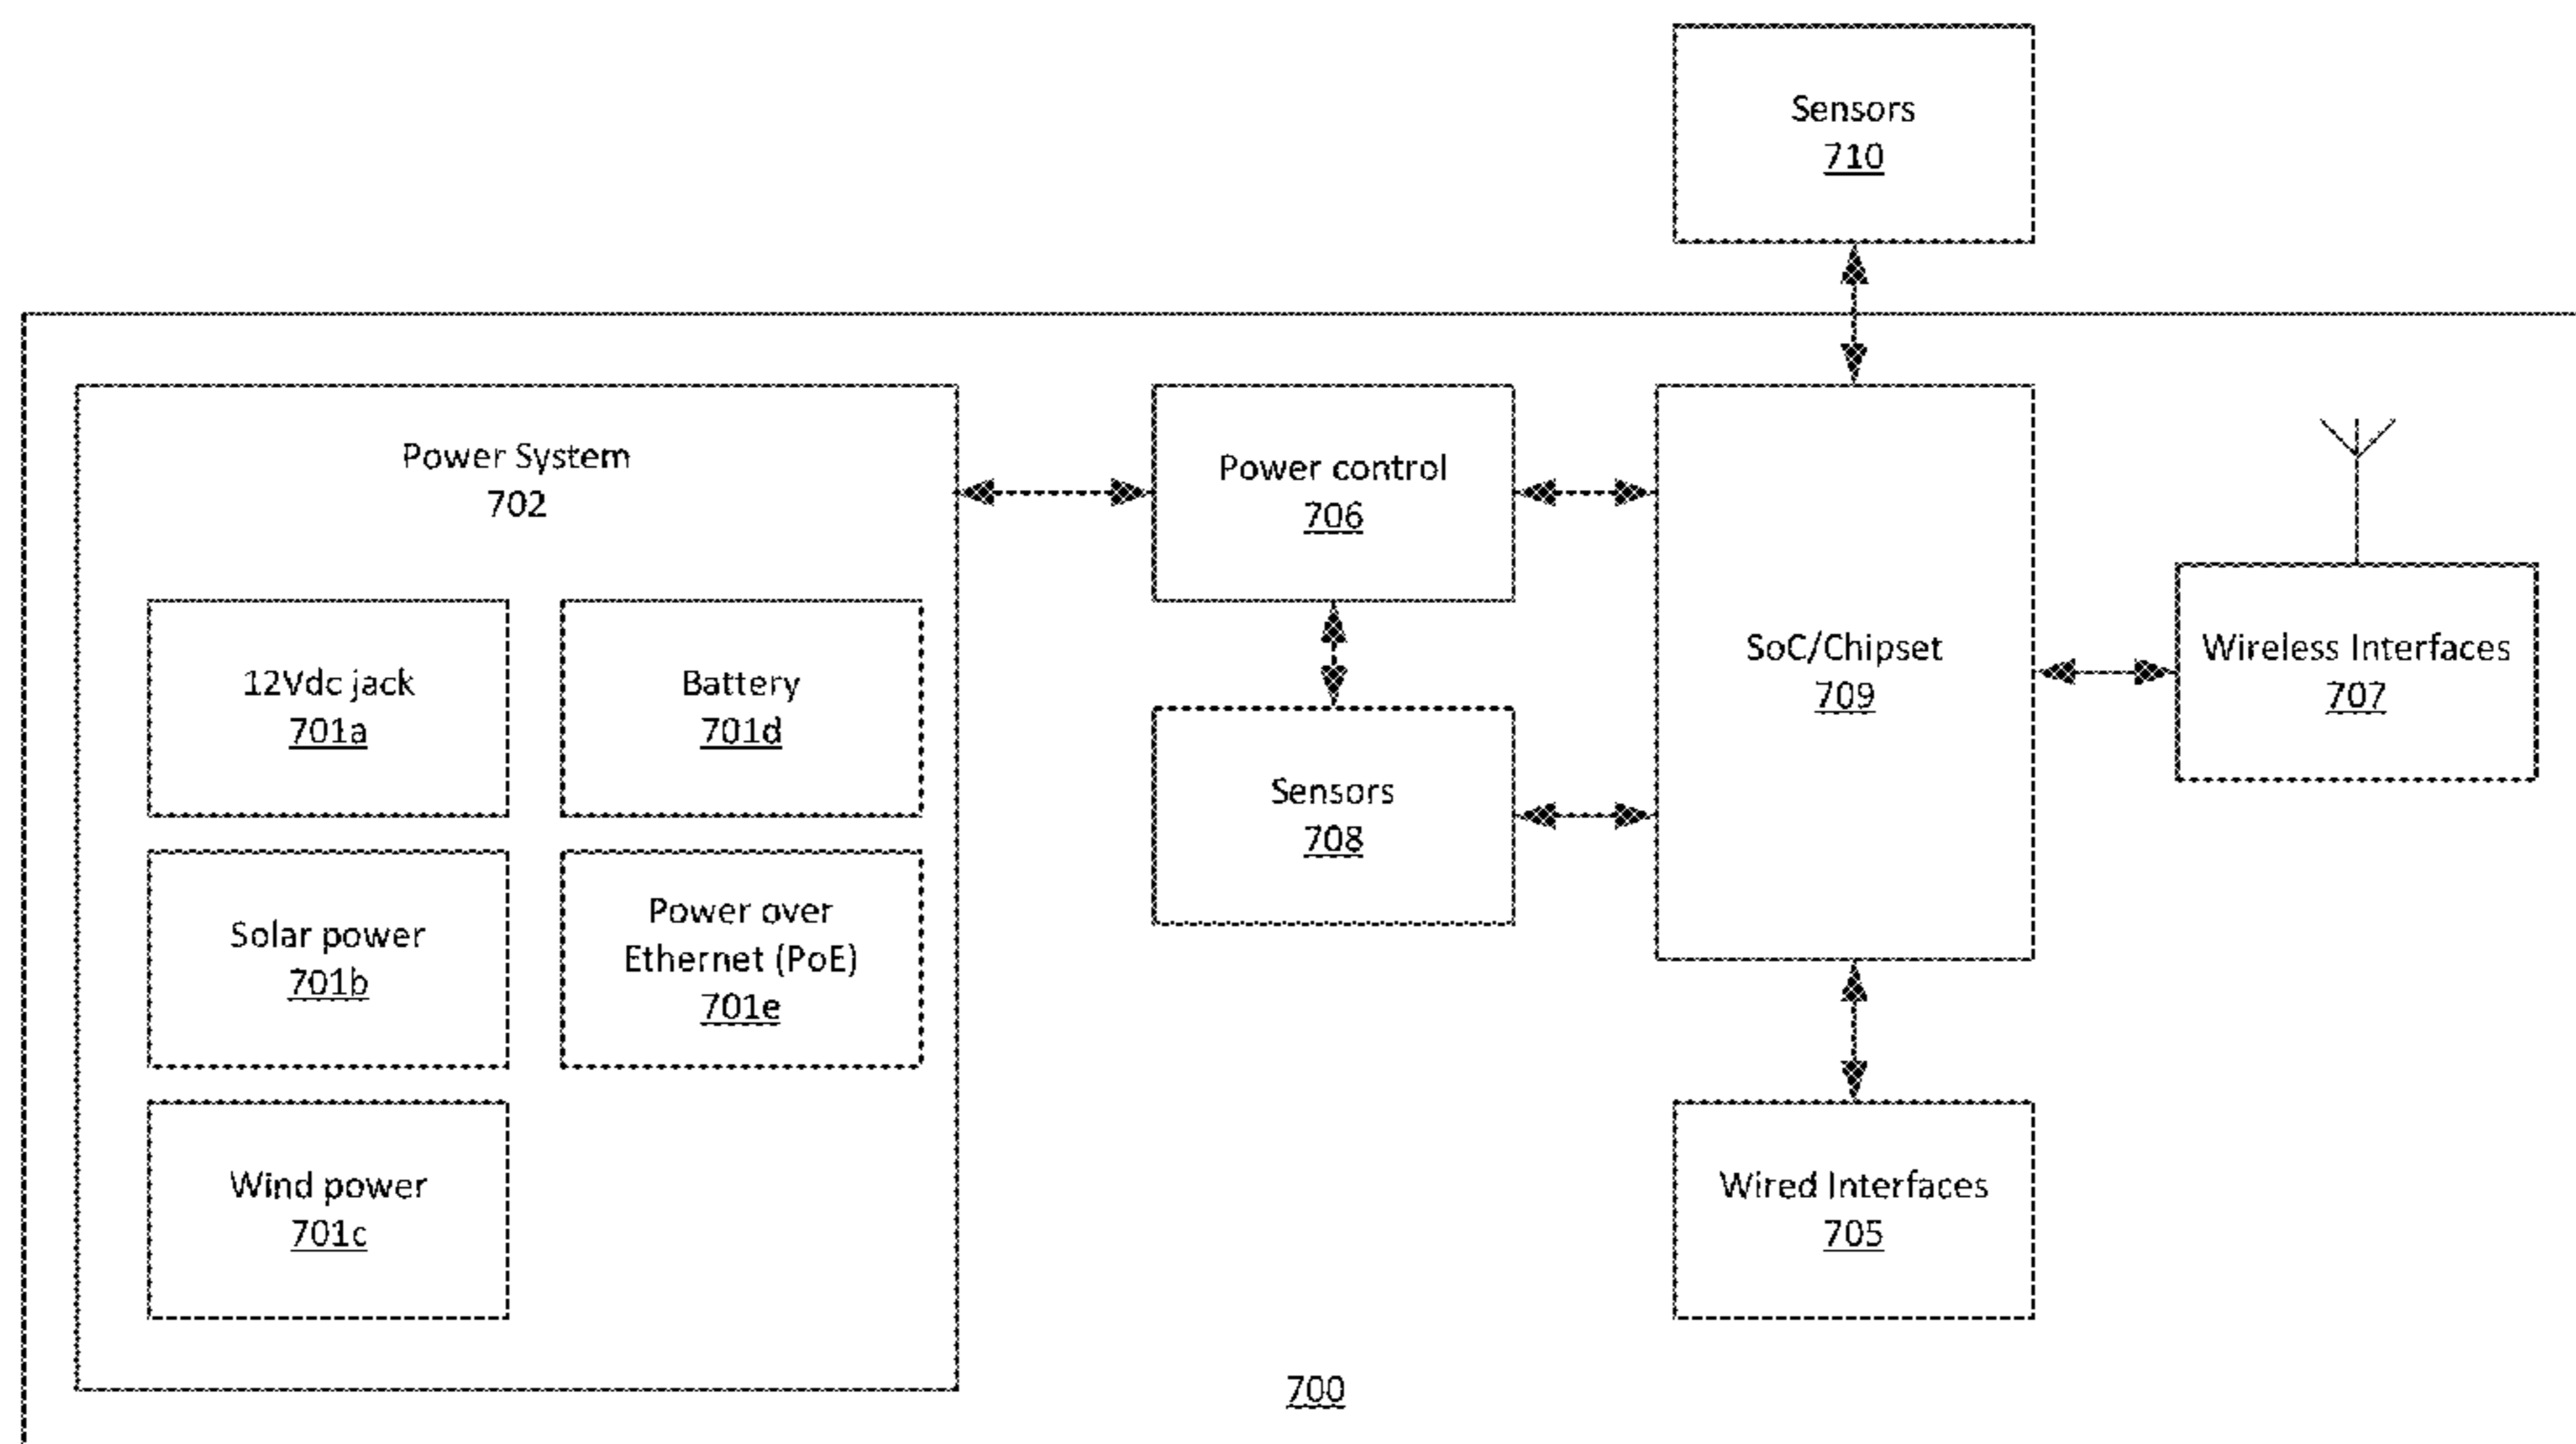 Sensors
710
Power System
702
Power control
706
SoC/Chipset
709
Wireless Interfaces
707
12Vdc jack
701a
Battery
701d
Sensors
708
Solar power
701b
Power over
Ethernet (PoE)
701e
Wind power
701c
Wired Interfaces
705
700